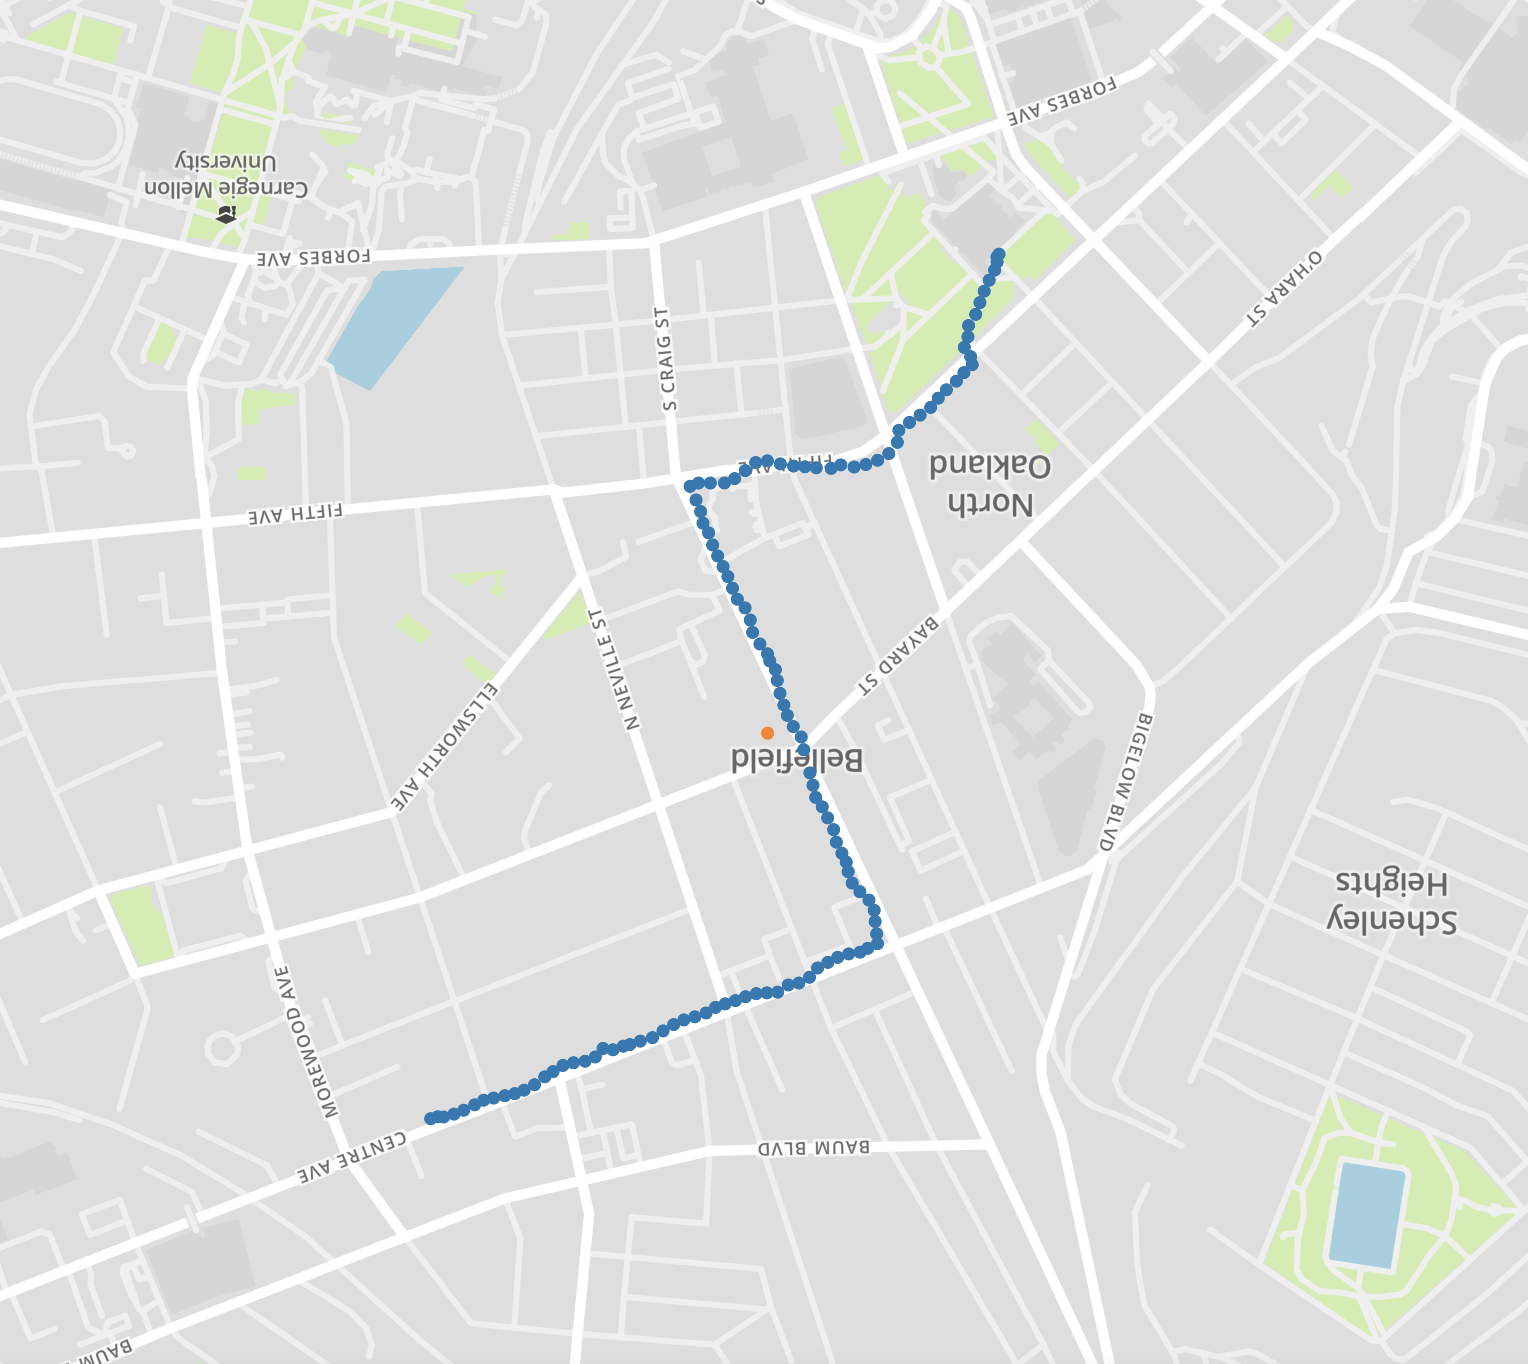 BAUM
CENTRE AVE
BAUM BLVD
MOREWOOD AVE
Schenley
Heights
BIGELOW BLVD
Bellefield
ELLSWORTH AVE
N NEVILLE ST
BAYARD ST
FIFTH AVE
North
Oakland
AVE
S CRAIG ST
O'HARA ST
FORBES AVE
Carnegie Mellon
University
FORBES AVE